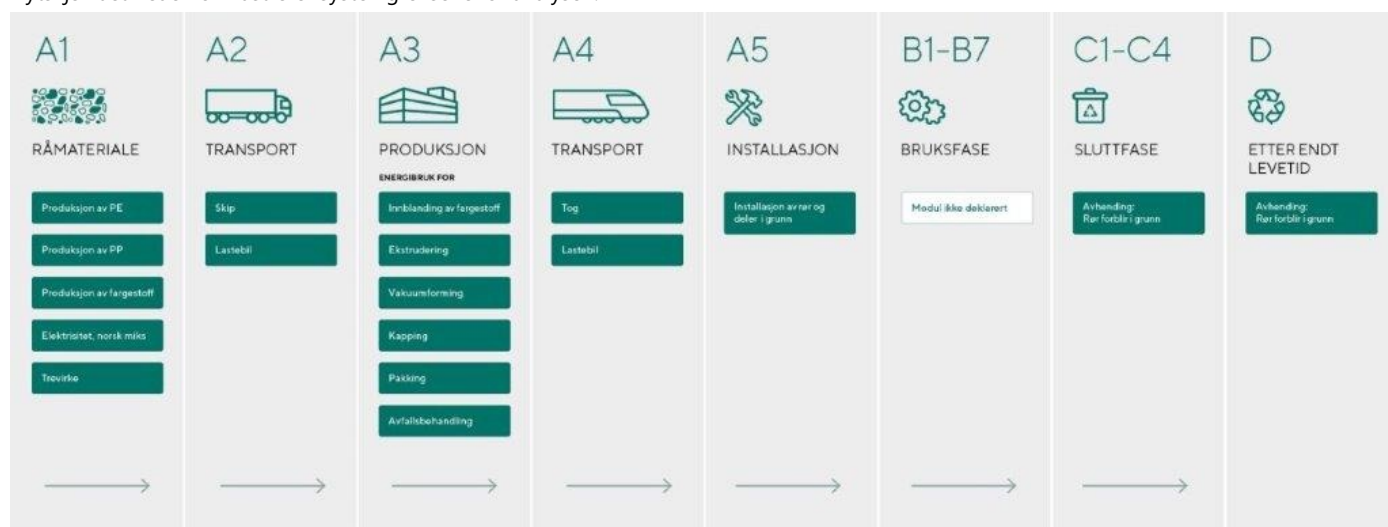 A1
RÅMATERIALE
Produksjon av PE
Produksjon av PP
Produksjon av fargestoff
Elektrisitet, norsk miks
Trevirke
A2
TRANSPORT
Skip
Lastebil
A3
PRODUKSJON
ENERGIBRUK FOR
Innblanding av fargestoff
Ekstrudering
Vakuumforming
Kapping
Pakking
Avfallsbehandling
A4
TRANSPORT
Tog
Lastebil
A5
INSTALLASJON
Installasjon av rør og
deler i grunn
B1-B7
BRUKSFASE
Modul ikke deklarert
C1-C4
SLUTTFASE
Avhending:
Rør forblir i grunn
D
ETTER ENDT
LEVETID
Avhending:
Rør forblir i grunn